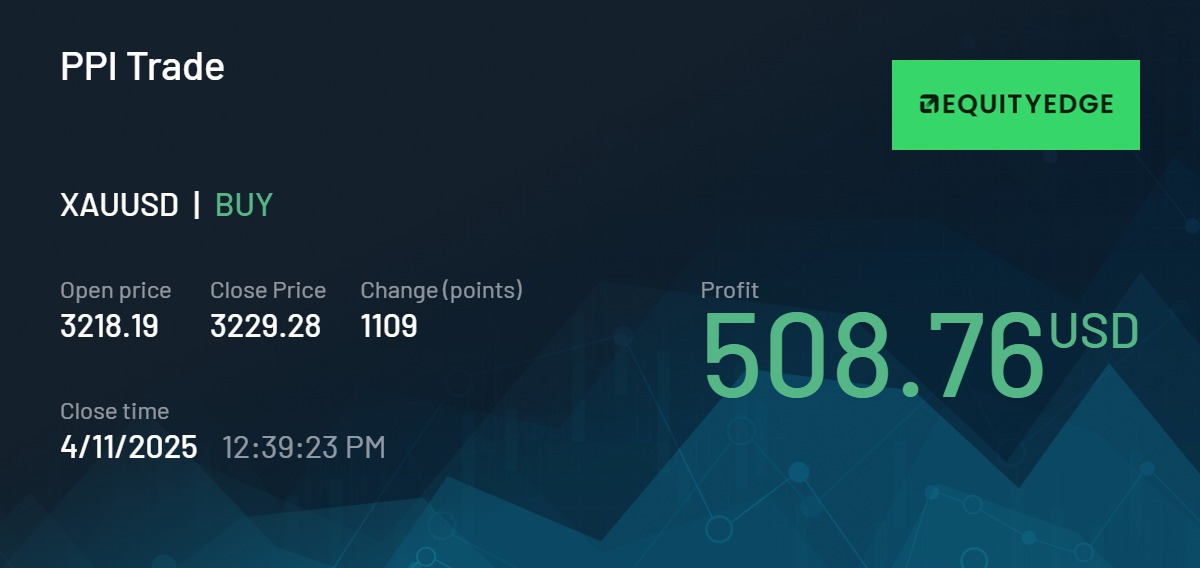 PPI Trade
EQUITYEDGE
XAUUSD | BUY
Open price Close Price Change (points) Profit
3218.19 3229.28 1109 508.76 USD
Close time
4/11/2025 12:39:23 PM